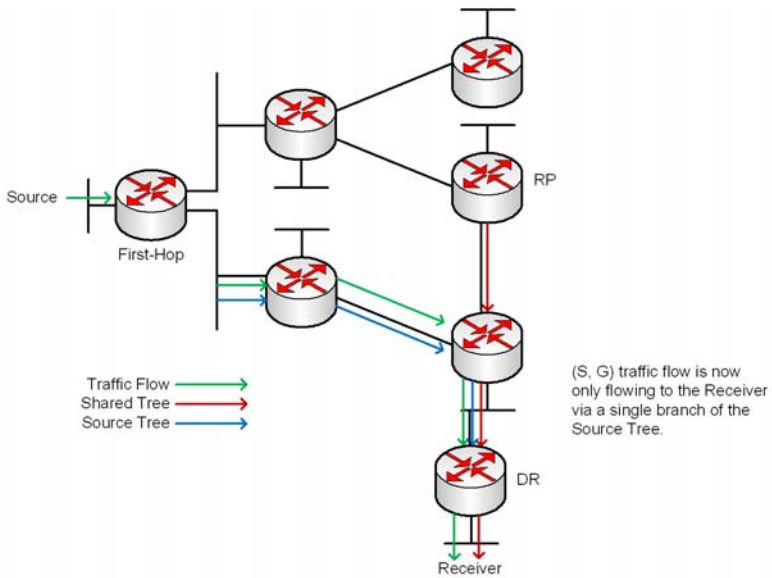 RP
Source
First-Hop
Traffic Flow
Shared Tree
Source Tree
(S, G) traffic flow is now
only flowing to the Receiver
via a single branch of the
Source Tree.
DR
Receiver